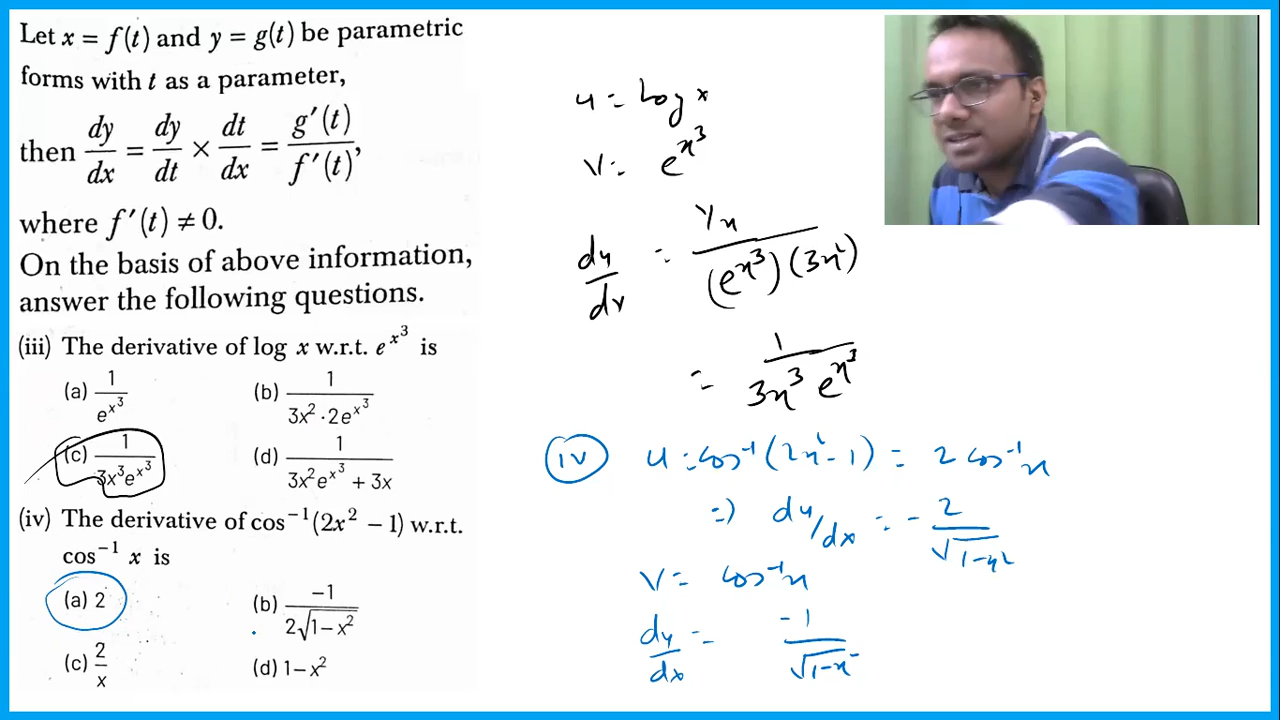 Let x = f(t) and y = g(t) be parametric
forms with t as a parameter,
then dy/dx = dy/dt × dt/dx = g′(t)/f′(t),
where f′(t) ≠ 0.
On the basis of above information,
answer the following questions.
(iii) The derivative of log x w.r.t. e^x³ is
(a) 1/e^x³ (b) 1/3x²·2e^x³
(c) 1/3x³e^x³ (d) 1/3x²e^x³ + 3x
(iv) The derivative of cos⁻¹(2x² − 1) w.r.t.
cos⁻¹ x is
(a) 2 (b) −1/2√1−x²
(c) 2/x (d) 1−x²
u = log x
v = e^x³
du/dv = 1/x/(e^x³)(3x²)
= 1/3x³ e^x³
iv u = cos⁻¹(2x²−1) = 2 cos⁻¹x
=) du/dx = −2/√1−x²
v = cos⁻¹x
dv/dx = −1/√1−x²